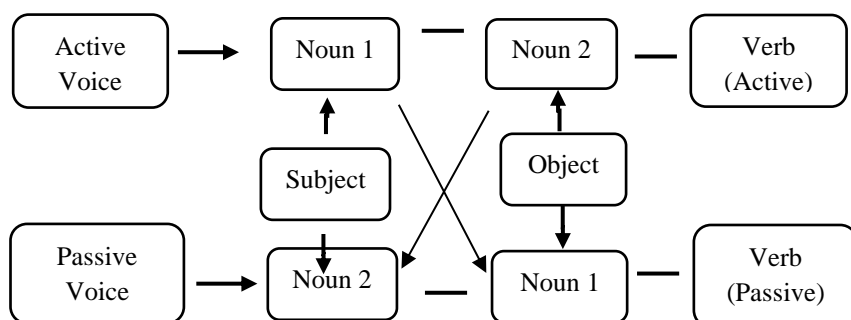 Active
Voice
Noun 1
Noun 2
Verb
(Active)
Subject
Object
Passive
Voice
Noun 2
Noun 1
Verb
(Passive)